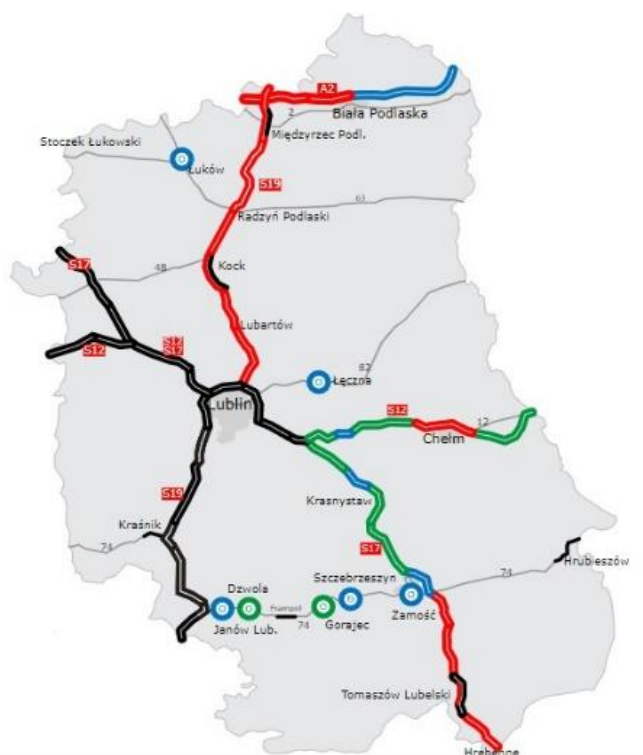 A2
2
Biała Podlaska
Międzyrzec Podl.
Stoczek Łukowski
Łuków
S19
63
Radzyń Podlaski
S17
48
Kock
Lubartów
S12
S17
S12
82
Łęczna
Lublin
S12
12
Chełm
S19
Krasnystaw
Kraśnik
74
S17
Hrubieszów
Szczebrzeszyn
74
Dzwola
Frampol
Zamość
Janów Lub.
74
Gorajec
Tomaszów Lubelski
Hrebenne